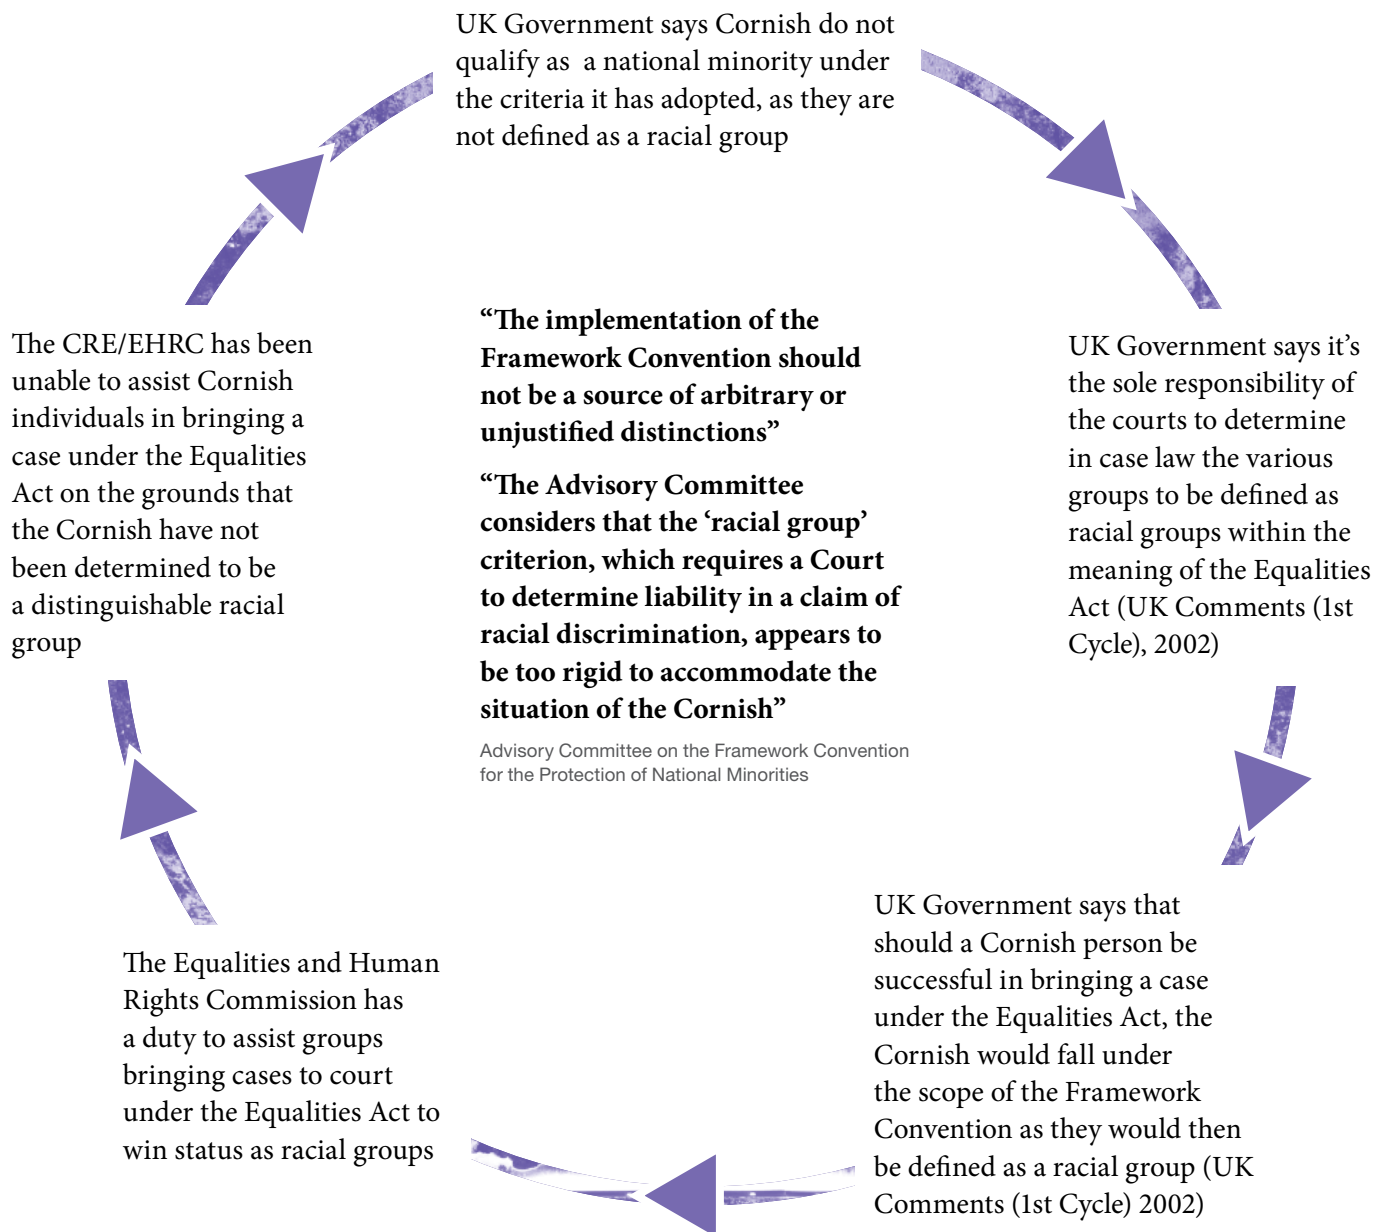 UK Government says Cornish do not
qualify as a national minority under
the criteria it has adopted, as they are
not defined as a racial group
UK Government says it’s
the sole responsibility of
the courts to determine
in case law the various
groups to be defined as
racial groups within the
meaning of the Equalities
Act (UK Comments (1st
Cycle), 2002)
UK Government says that
should a Cornish person be
successful in bringing a case
under the Equalities Act, the
Cornish would fall under
the scope of the Framework
Convention as they would then
be defined as a racial group (UK
Comments (1st Cycle) 2002)
The Equalities and Human
Rights Commission has
a duty to assist groups
bringing cases to court
under the Equalities Act to
win status as racial groups
The CRE/EHRC has been
unable to assist Cornish
individuals in bringing a
case under the Equalities
Act on the grounds that
the Cornish have not
been determined to be
a distinguishable racial
group
“The implementation of the
Framework Convention should
not be a source of arbitrary or
unjustified distinctions”
“The Advisory Committee
considers that the ‘racial group’
criterion, which requires a Court
to determine liability in a claim of
racial discrimination, appears to
be too rigid to accommodate the
situation of the Cornish”
Advisory Committee on the Framework Convention
for the Protection of National Minorities